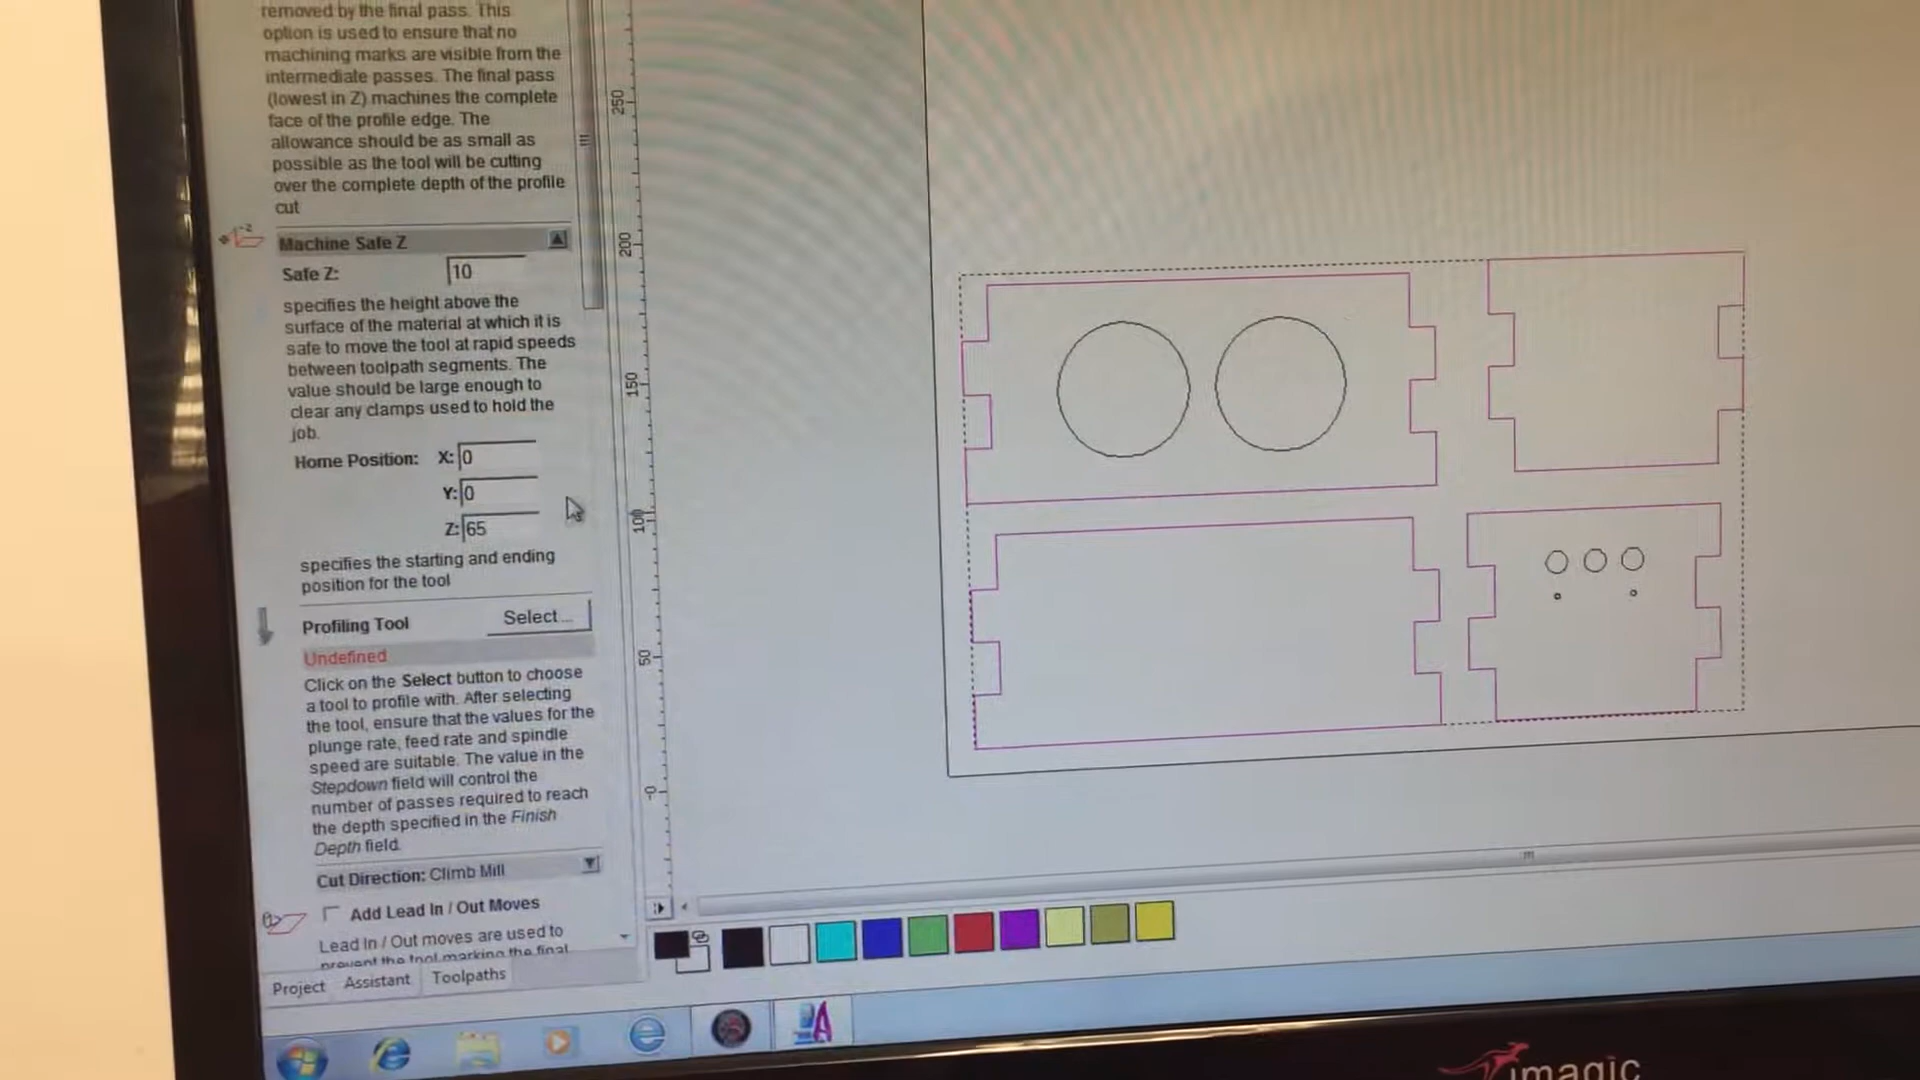 removed by the final pass. This
option is used to ensure that no
machining marks are visible from the
intermediate passes. The final pass
(lowest in Z) machines the complete
face of the profile edge. The
allowance should be as small as
possible as the tool will be cutting
over the complete depth of the profile
cut
Machine Safe Z
Safe Z: 10
specifies the height above the
surface of the material at which it is
safe to move the tool at rapid speeds
between toolpath segments. The
value should be large enough to
clear any clamps used to hold the
job.
Home Position: X: 0
Y: 0
Z: 65
specifies the starting and ending
position for the tool
Profiling Tool Select...
Undefined
Click on the Select button to choose
a tool to profile with. After selecting
the tool, ensure that the values for the
plunge rate, feed rate and spindle
speed are suitable. The value in the
Stepdown field will control the
number of passes required to reach
the depth specified in the Finish
Depth field.
Cut Direction: Climb Mill
Add Lead In / Out Moves
Lead In / Out moves are used to
prevent the tool marking the final
Project Assistant Toolpaths
250
200
150
100
50
0
imagic